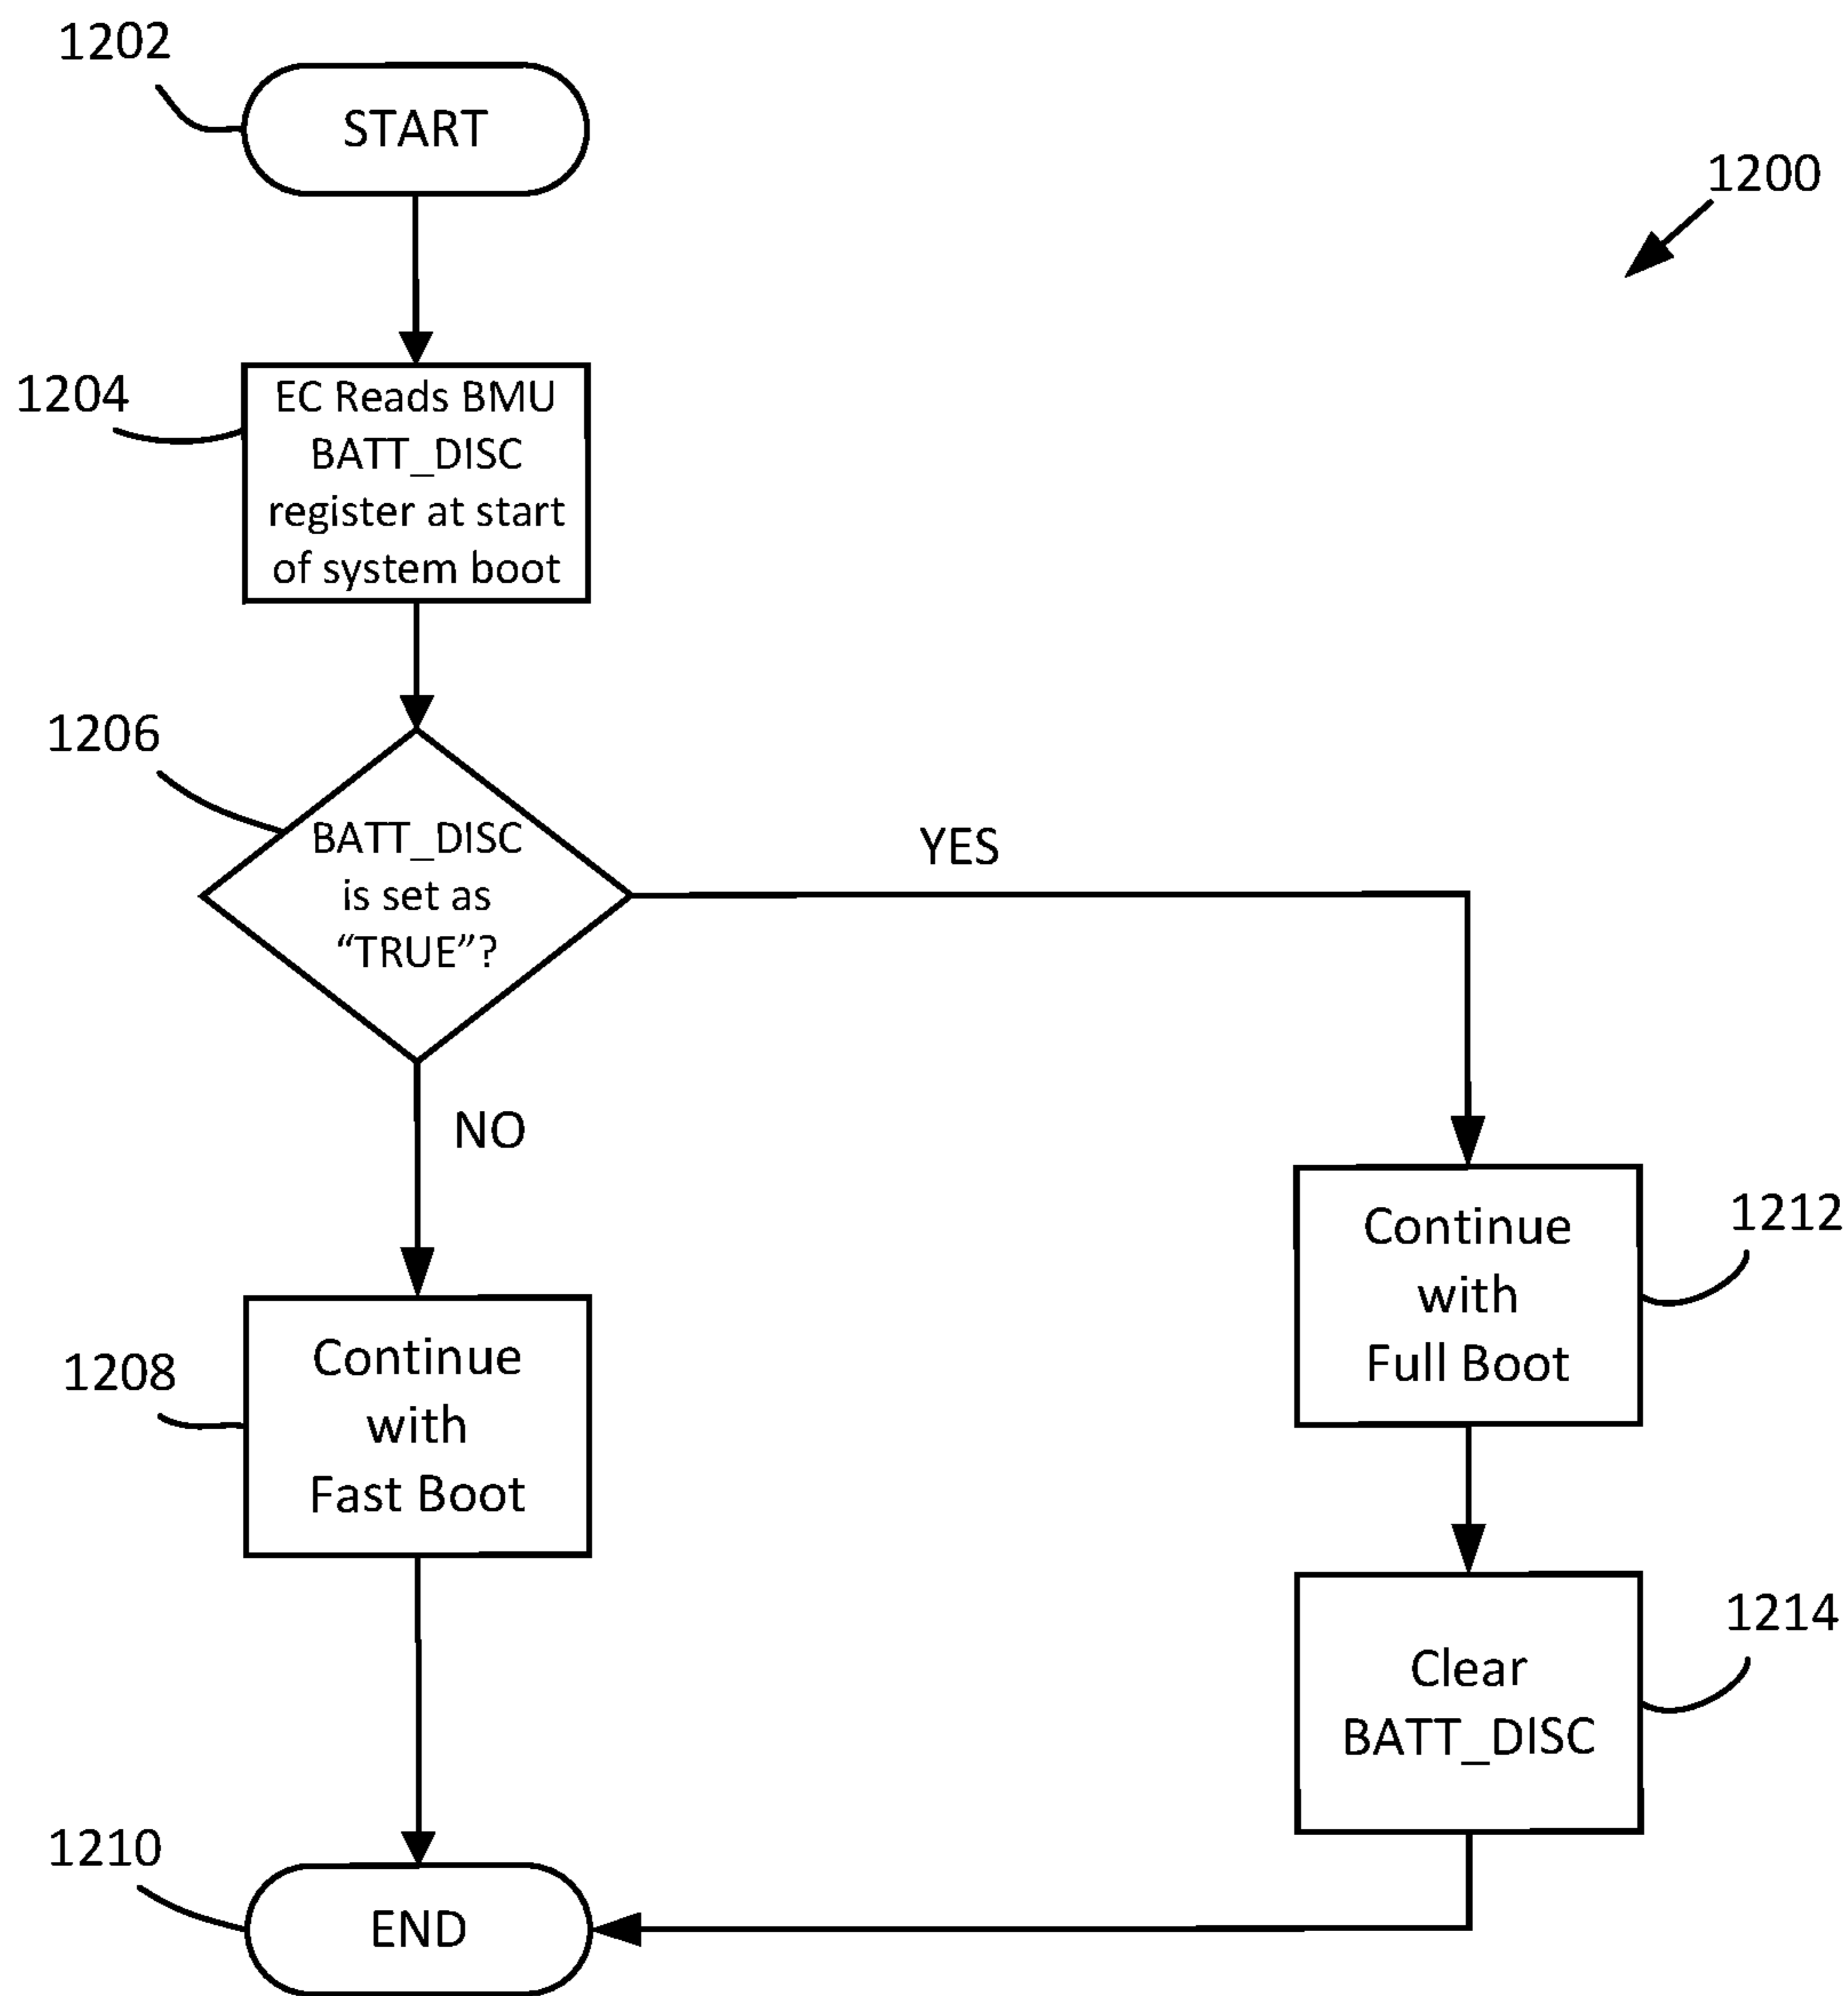 1202
START
1200
1204
EC Reads BMU
BATT_DISC
register at start
of system boot
1206
BATT_DISC
is set as
“TRUE”?
YES
NO
1208
Continue
with
Fast Boot
1212
Continue
with
Full Boot
1214
Clear
BATT_DISC
1210
END